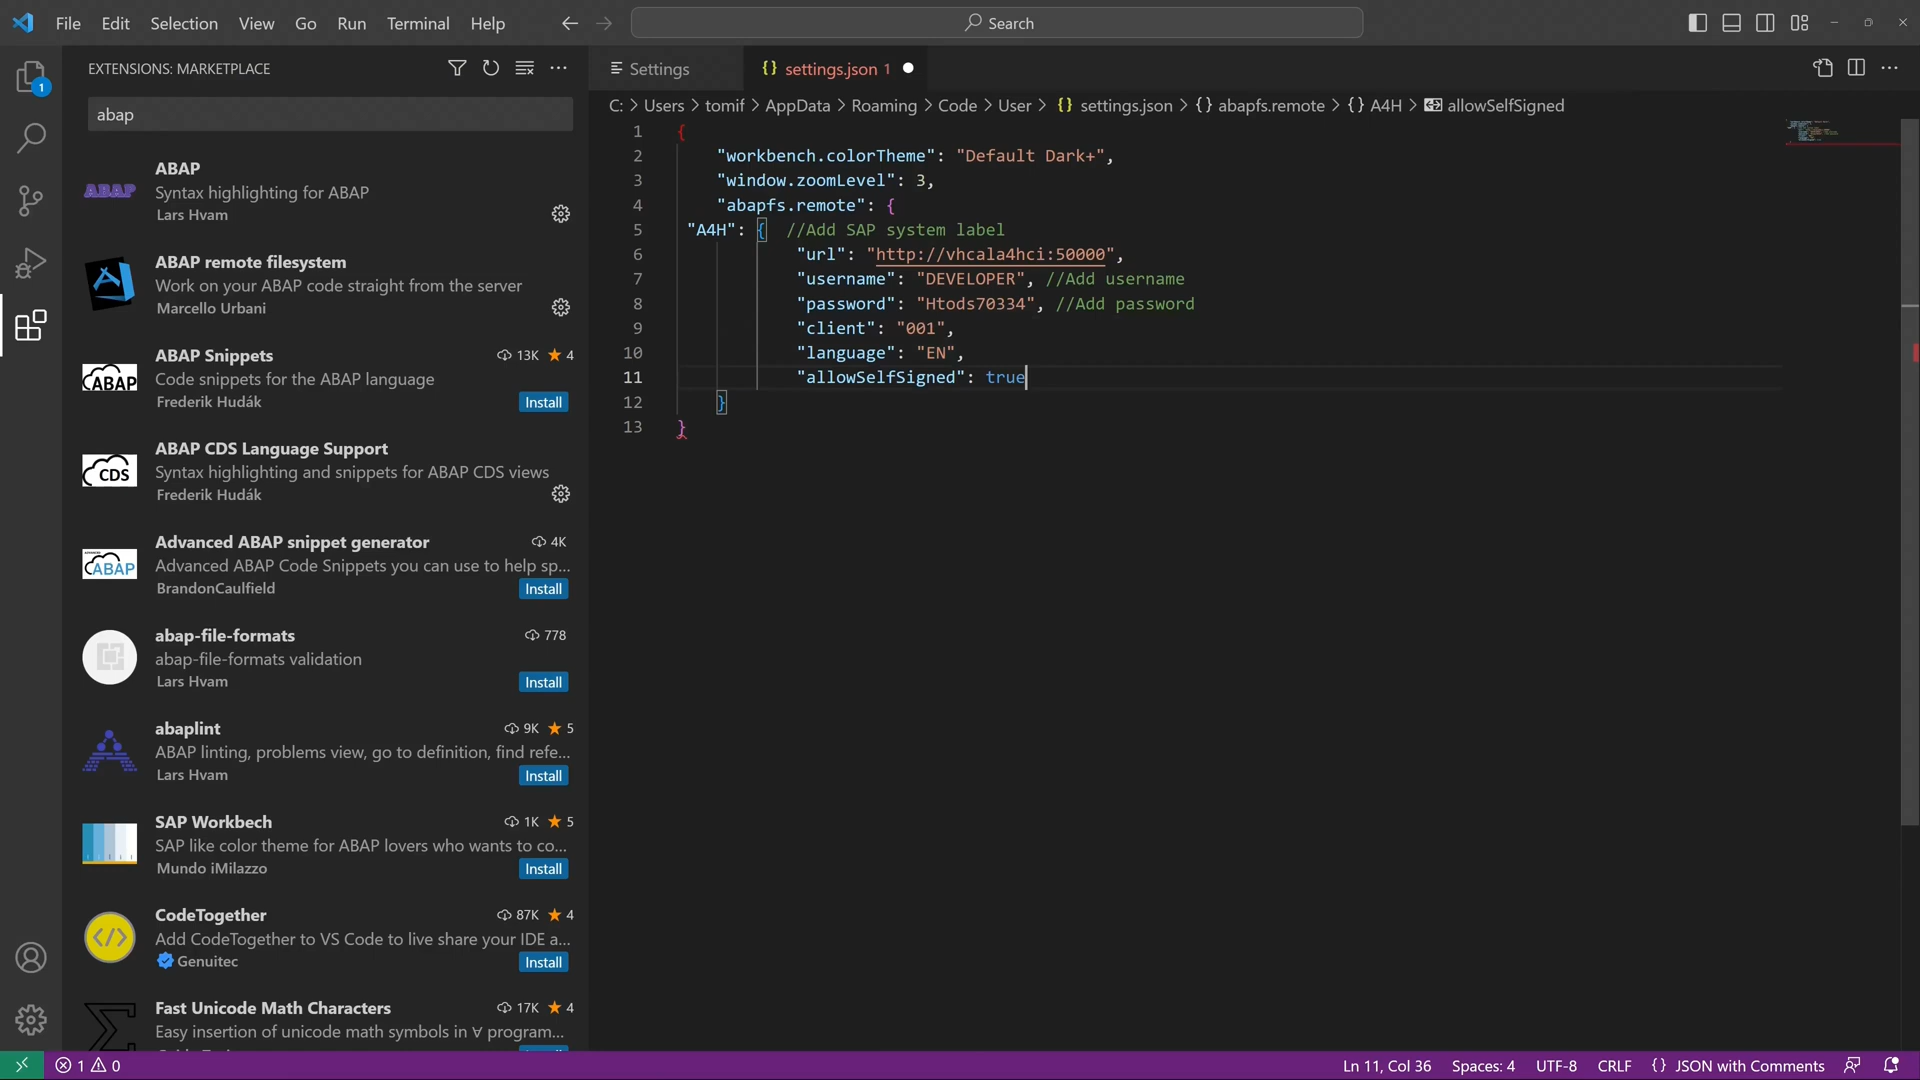 File Edit Selection View Go Run Terminal Help
Search
EXTENSIONS: MARKETPLACE
abap
ABAP
ABAP
Syntax highlighting for ABAP
Lars Hvam
ABAP remote filesystem
Work on your ABAP code straight from the server
Marcello Urbani
ABAP
ABAP Snippets 13K 4
Code snippets for the ABAP language
Frederik Hudák Install
CDS
ABAP CDS Language Support
Syntax highlighting and snippets for ABAP CDS views
Frederik Hudák
ABAP
Advanced ABAP snippet generator 4K
Advanced ABAP Code Snippets you can use to help sp...
BrandonCaulfield Install
abap-file-formats 778
abap-file-formats validation
Lars Hvam Install
abaplint 9K 5
ABAP linting, problems view, go to definition, find refe...
Lars Hvam Install
SAP Workbech 1K 5
SAP like color theme for ABAP lovers who wants to co...
Mundo iMilazzo Install
CodeTogether 87K 4
Add CodeTogether to VS Code to live share your IDE a...
Genuitec Install
Fast Unicode Math Characters 17K 4
Easy insertion of unicode math symbols in ∀ program...
1
Settings {} settings.json 1
C: > Users > tomif > AppData > Roaming > Code > User > {} settings.json > {} abapfs.remote > {} A4H > allowSelfSigned
1 {
2 "workbench.colorTheme": "Default Dark+",
3 "window.zoomLevel": 3,
4 "abapfs.remote": {
5 "A4H": { //Add SAP system label
6 "url": "http://vhcala4hci:50000",
7 "username": "DEVELOPER", //Add username
8 "password": "Htods70334", //Add password
9 "client": "001",
10 "language": "EN",
11 "allowSelfSigned": true
12 }
13 }
1 0
Ln 11, Col 36 Spaces: 4 UTF-8 CRLF {} JSON with Comments